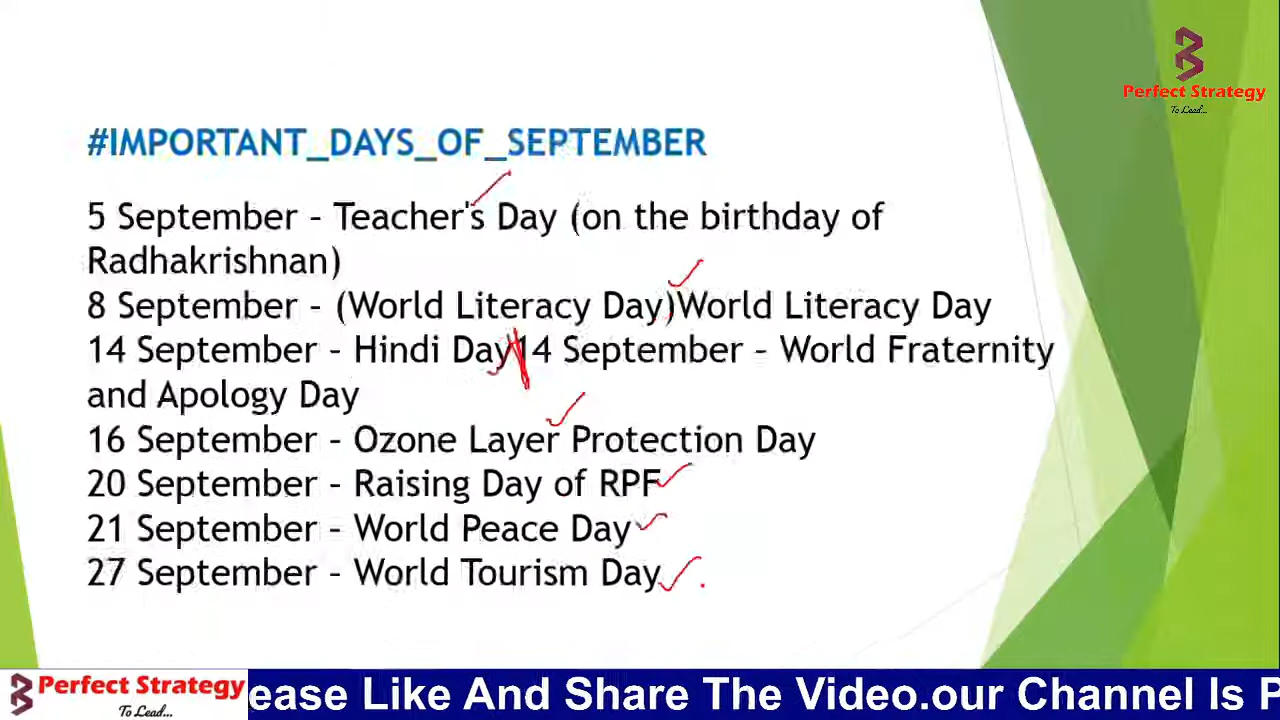 Perfect Strategy
To Lead...
#IMPORTANT_DAYS_OF_SEPTEMBER
5 September – Teacher's Day (on the birthday of
Radhakrishnan)
8 September – (World Literacy Day)World Literacy Day
14 September – Hindi Day14 September – World Fraternity
and Apology Day
16 September – Ozone Layer Protection Day
20 September – Raising Day of RPF
21 September – World Peace Day
27 September – World Tourism Day
Perfect Strategy
To Lead...
ease Like And Share The Video.our Channel Is P